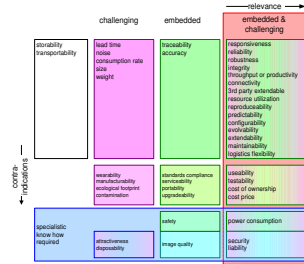 relevance
challenging
embedded
embedded &
challenging
storability
transportability
lead time
noise
consumption rate
size
weight
traceability
accuracy
responsiveness
reliability
robustness
integrity
throughput or productivity
connectivity
3rd party extendable
resource utilization
reproduceability
predictability
configurability
evolvability
extendability
maintainability
logistics flexibility
contra-
indications
wearability
manufacturability
ecological footprint
contamination
standards compliance
serviceability
portability
upgradeability
useability
testability
cost of ownership
cost price
specialistic
know how
required
safety
power consumption
attractiveness
disposability
image quality
security
liability